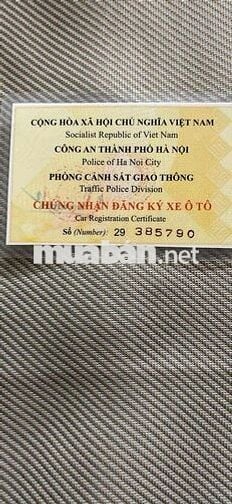 CỘNG HÒA XÃ HỘI CHỦ NGHĨA VIỆT NAM
Socialist Republic of Viet Nam
CÔNG AN THÀNH PHỐ HÀ NỘI
Police of Ha Noi City
PHÒNG CẢNH SÁT GIAO THÔNG
Traffic Police Division
CHỨNG NHẬN ĐĂNG KÝ XE Ô TÔ
Car Registration Certificate
Số (Number): 29 385790
muaban.net